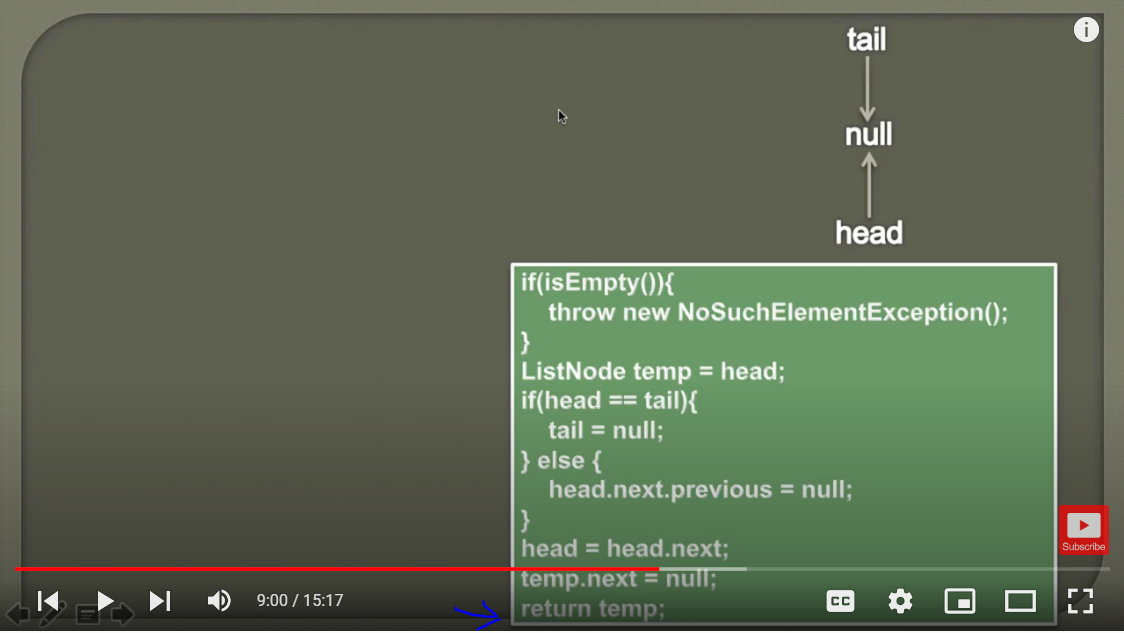 tail
i
null
head
if(isEmpty()){
throw new NoSuchElementException();
}
ListNode temp = head;
if(head == tail){
tail = null;
} else {
head.next.previous = null;
}
head = head.next;
temp.next = null;
return temp;
Subscribe
9:00 / 15:17
CC